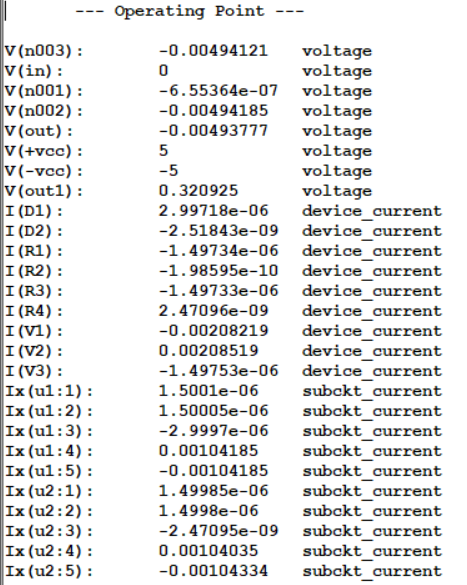 --- Operating Point ---
V(n003): -0.00494121 voltage
V(in): 0 voltage
V(n001): -6.55364e-07 voltage
V(n002): -0.00494185 voltage
V(out): -0.00493777 voltage
V(+vcc): 5 voltage
V(-vcc): -5 voltage
V(out1): 0.320925 voltage
I(D1): 2.99718e-06 device_current
I(D2): -2.51843e-09 device_current
I(R1): -1.49734e-06 device_current
I(R2): -1.98595e-10 device_current
I(R3): -1.49733e-06 device_current
I(R4): 2.47096e-09 device_current
I(V1): -0.00208219 device_current
I(V2): 0.00208519 device_current
I(V3): -1.49753e-06 device_current
Ix(u1:1): 1.5001e-06 subckt_current
Ix(u1:2): 1.50005e-06 subckt_current
Ix(u1:3): -2.9997e-06 subckt_current
Ix(u1:4): 0.00104185 subckt_current
Ix(u1:5): -0.00104185 subckt_current
Ix(u2:1): 1.49985e-06 subckt_current
Ix(u2:2): 1.4998e-06 subckt_current
Ix(u2:3): -2.47095e-09 subckt_current
Ix(u2:4): 0.00104035 subckt_current
Ix(u2:5): -0.00104334 subckt_current